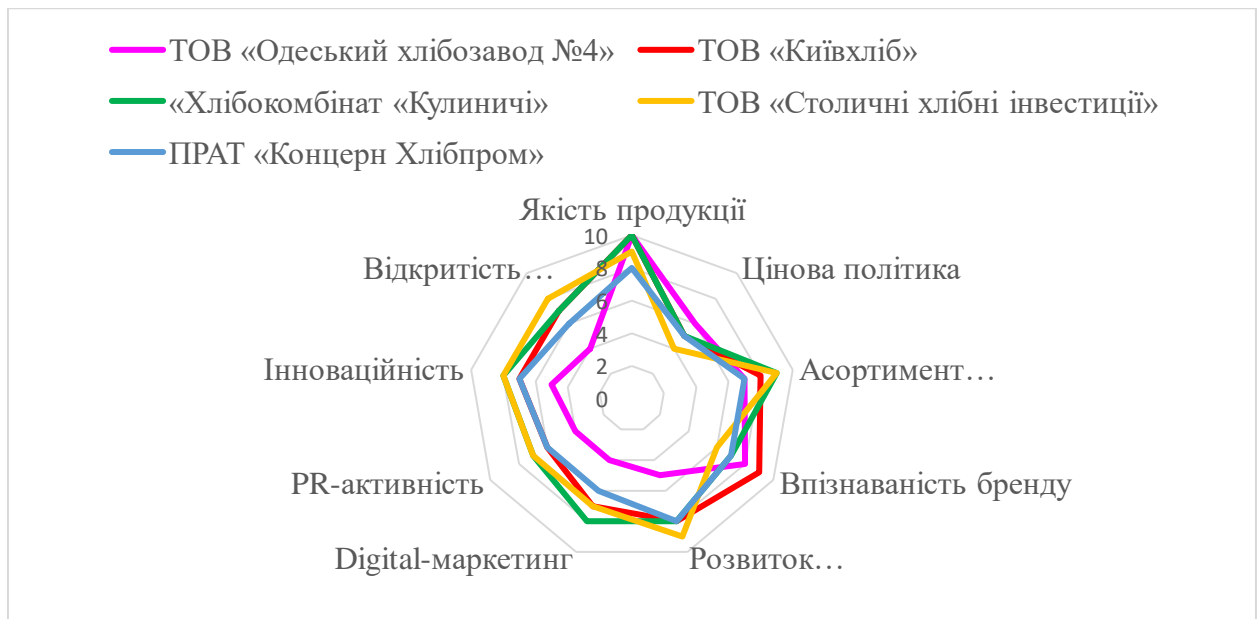 ТОВ «Одеський хлібозавод №4» ТОВ «Київхліб»
«Хлібокомбінат «Кулиничі» ТОВ «Столичні хлібні інвестиції»
ПРАТ «Концерн Хлібпром»
Якість продукції
10
Відкритість… 8 Цінова політика
6
4
Інноваційність 2 Асортимент…
0
PR-активність Впізнаваність бренду
Digital-маркетинг Розвиток…